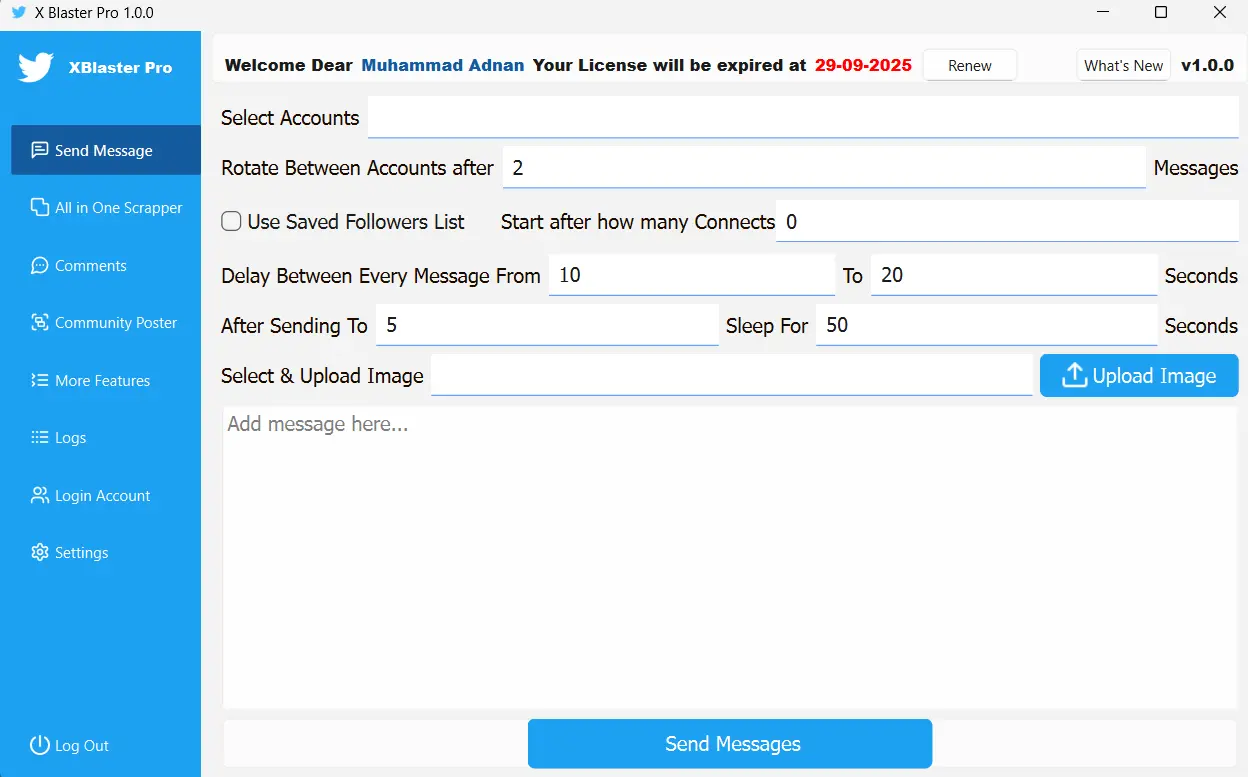 X Blaster Pro 1.0.0
XBlaster Pro
Welcome Dear Muhammad Adnan Your License will be expired at 29-09-2025 Renew What's New v1.0.0
Send Message
All in One Scrapper
Comments
Community Poster
More Features
Logs
Login Account
Settings
Log Out
Select Accounts
Rotate Between Accounts after 2 Messages
Use Saved Followers List Start after how many Connects 0
Delay Between Every Message From 10 To 20 Seconds
After Sending To 5 Sleep For 50 Seconds
Select & Upload Image Upload Image
Add message here...
Send Messages